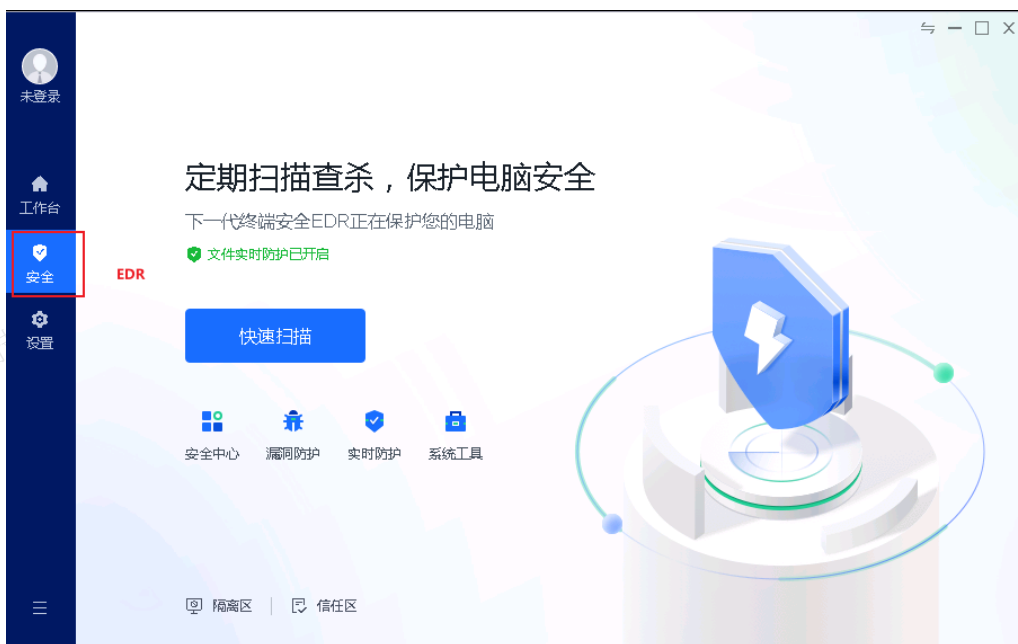 未登录
工作台
安全
设置
EDR
定期扫描查杀，保护电脑安全
下一代终端安全EDR正在保护您的电脑
文件实时防护已开启
快速扫描
安全中心 漏洞防护 实时防护 系统工具
隔离区 信任区